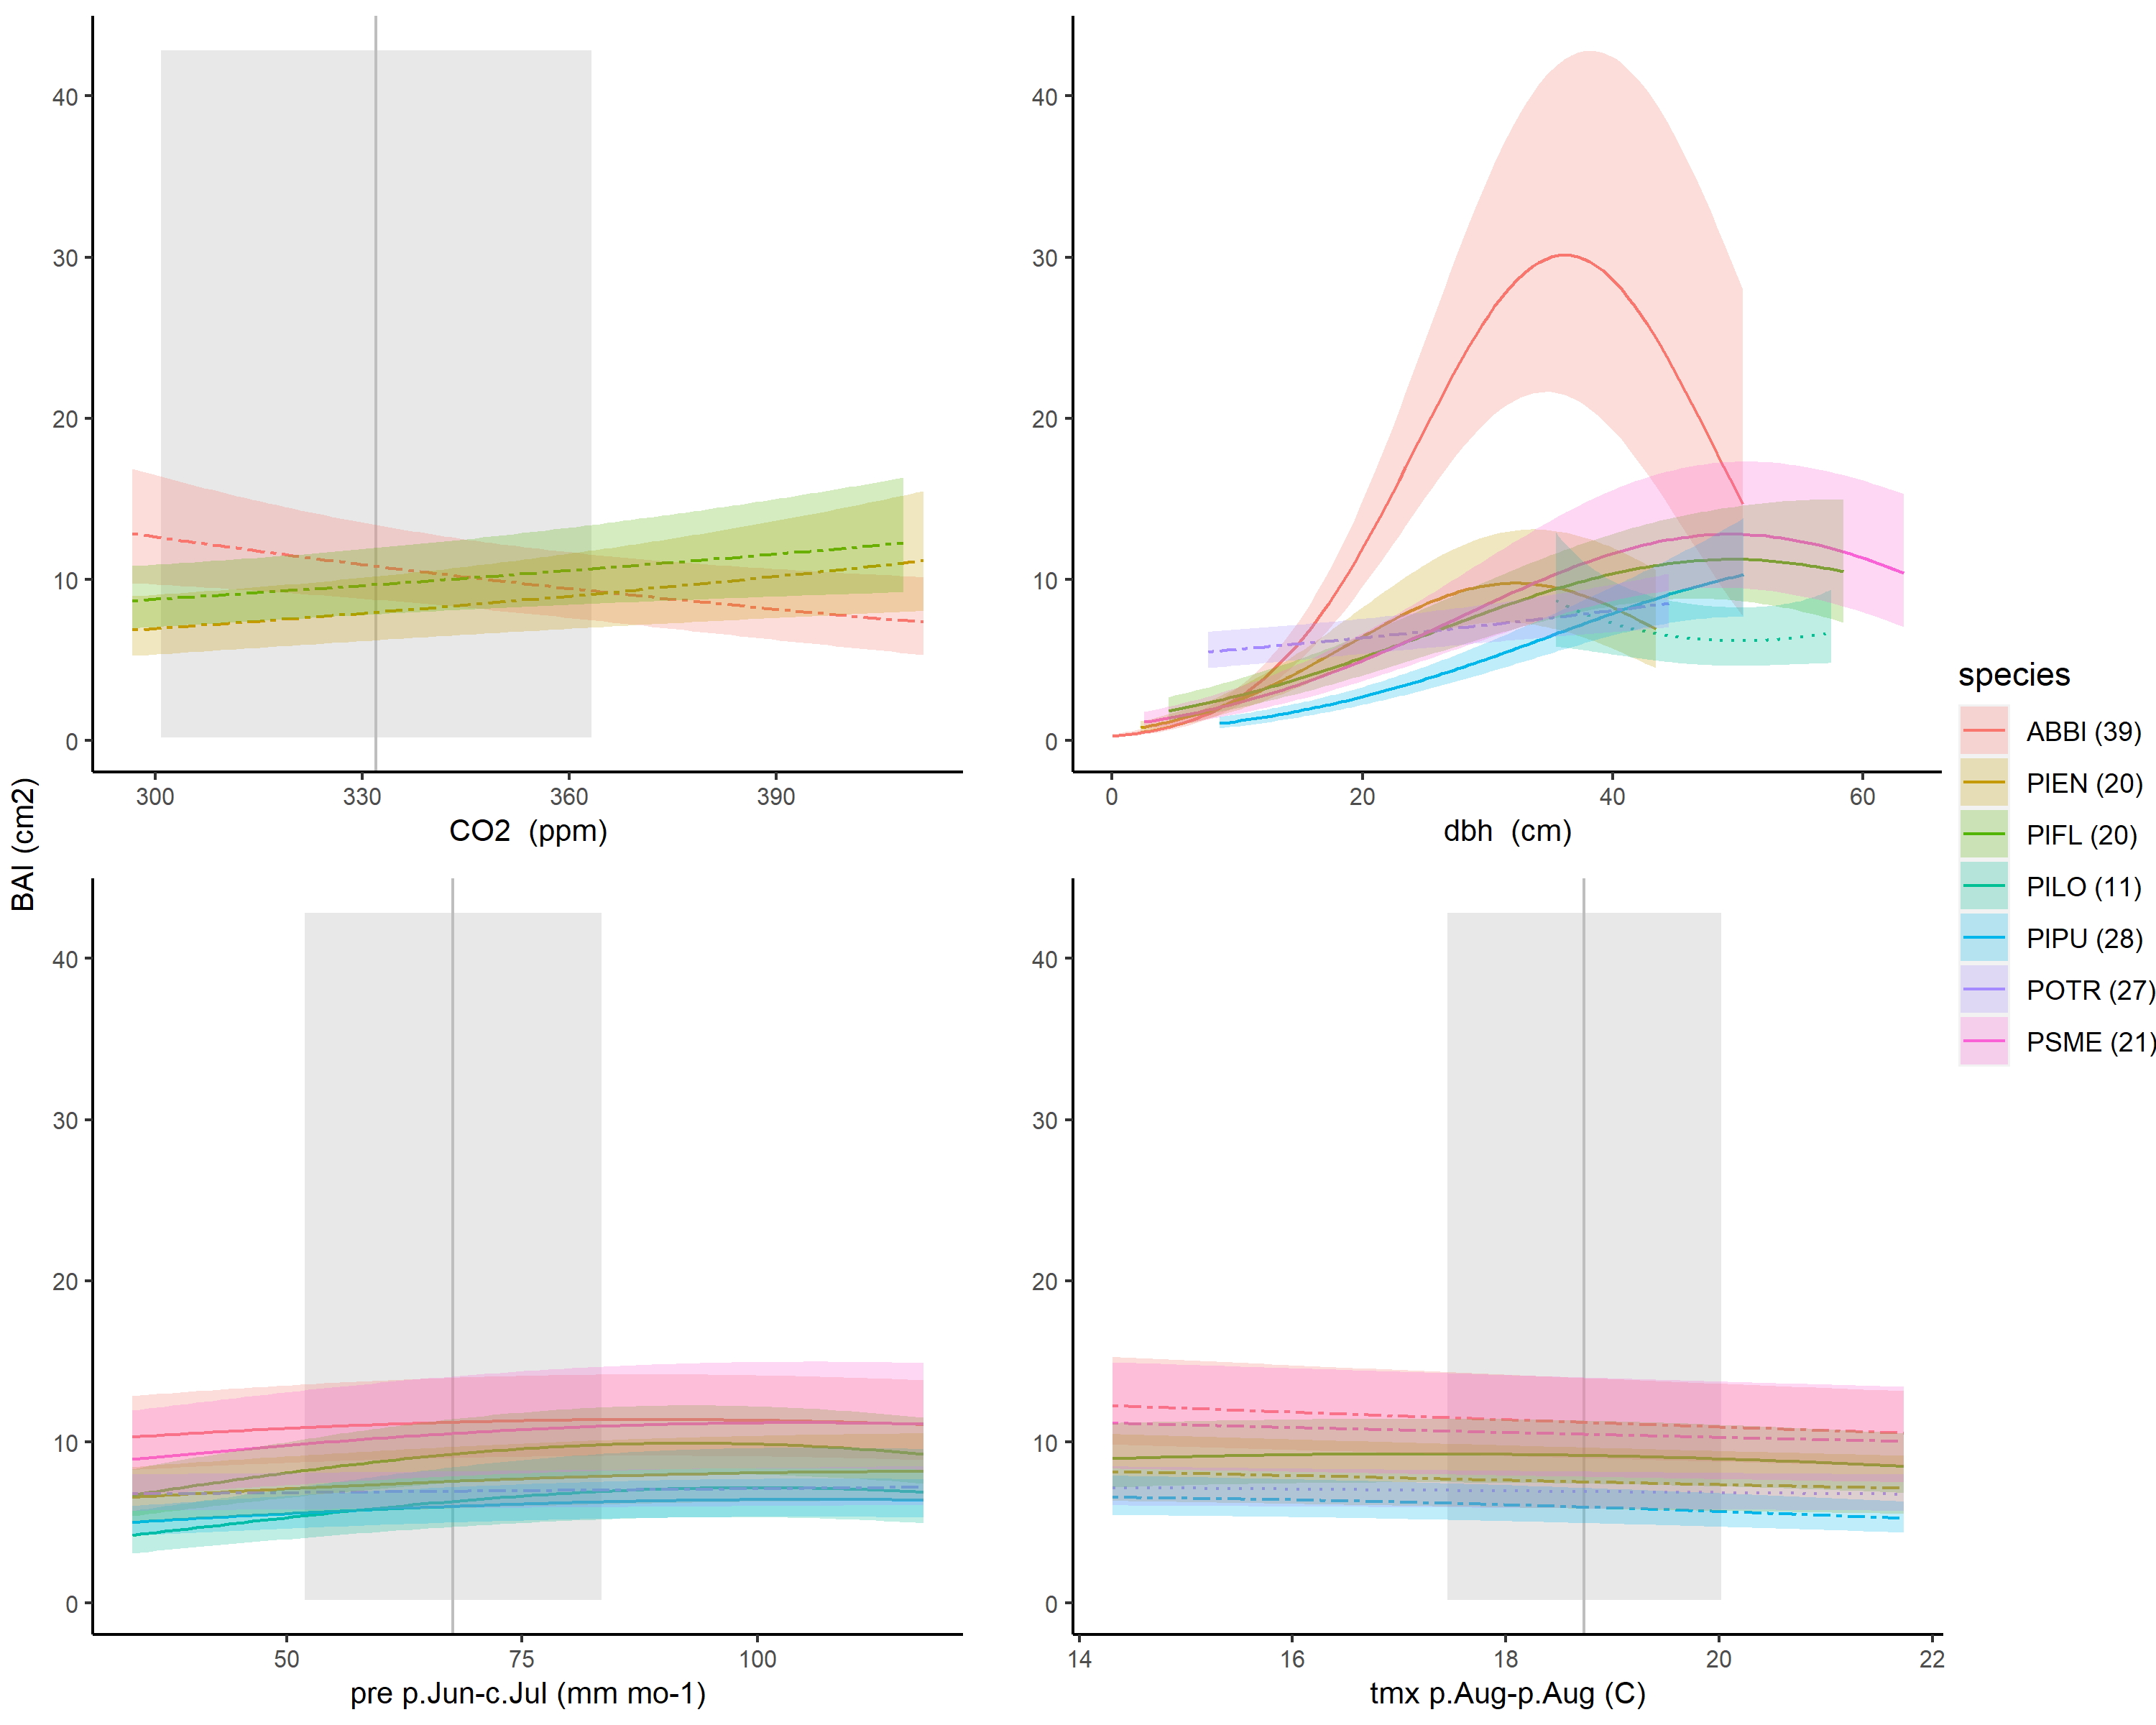 BAI (cm2)
40
30
20
10
0
300 330 360 390
CO2 (ppm)
40
30
20
10
0
0 20 40 60
dbh (cm)
40
30
20
10
0
50 75 100
pre p.Jun-c.Jul (mm mo-1)
40
30
20
10
0
14 16 18 20 22
tmx p.Aug-p.Aug (C)
species
ABBI (39)
PIEN (20)
PIFL (20)
PILO (11)
PIPU (28)
POTR (27)
PSME (21)